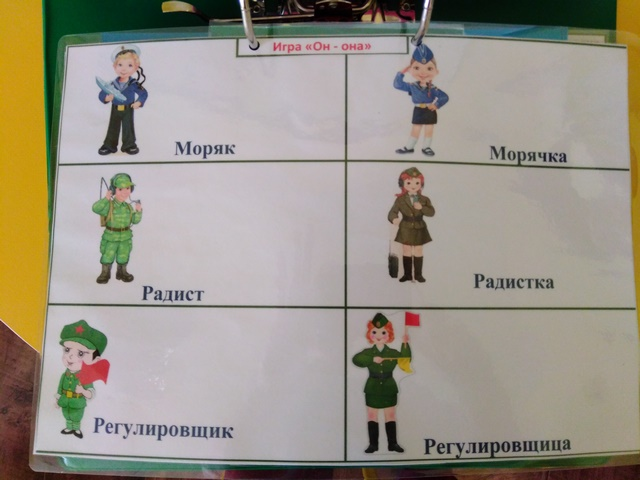 Игра «Он - она»
Моряк
Морячка
Радист
Радистка
Регулировщик
Регулировщица